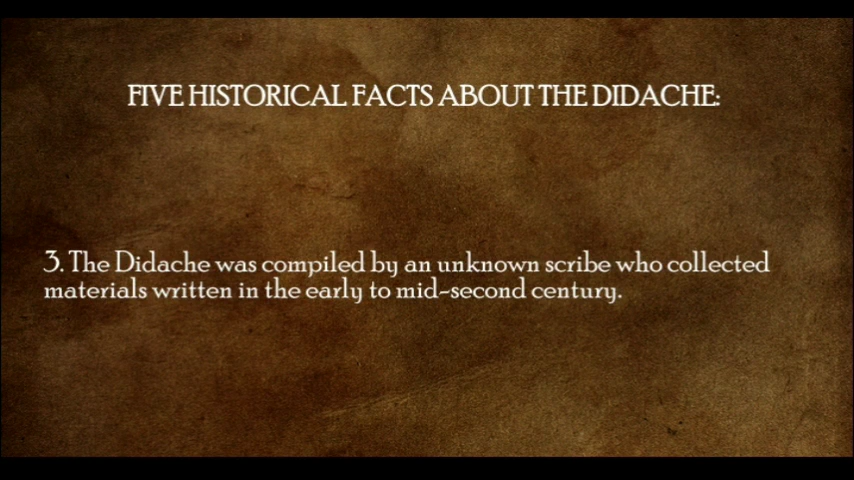 FIVE HISTORICAL FACTS ABOUT THE DIDACHE:
3. The Didache was compiled by an unknown scribe who collected
materials written in the early to mid-second century.